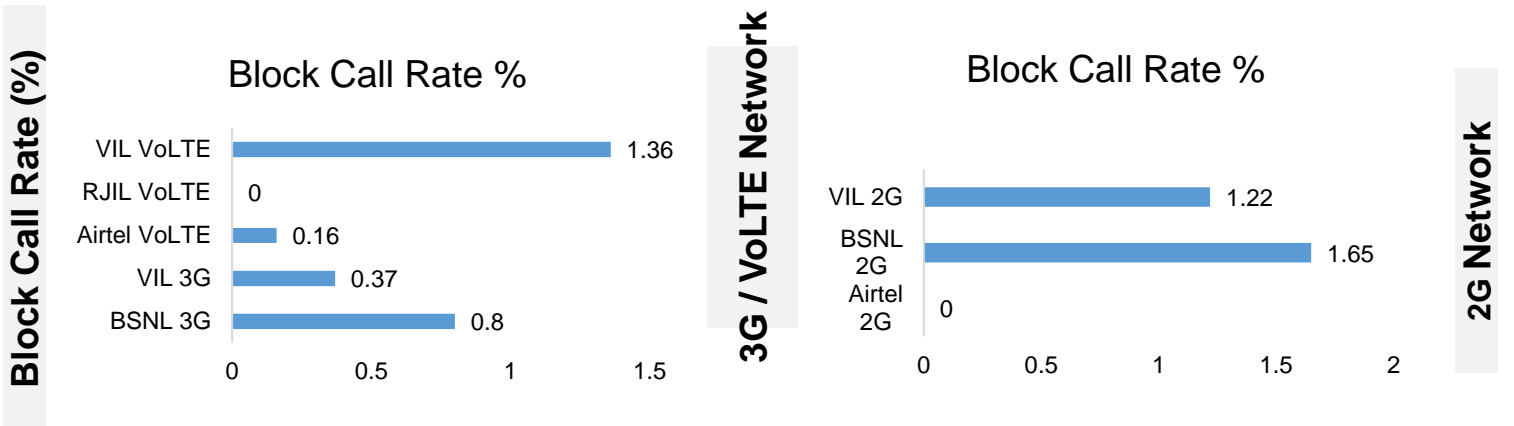 Block Call Rate (%)
Block Call Rate %
VIL VoLTE
1.36
RJIL VoLTE
0
Airtel VoLTE
0.16
VIL 3G
0.37
BSNL 3G
0.8
0
0.5
1
1.5
3G / VoLTE Network
Block Call Rate %
VIL 2G
1.22
BSNL
2G
1.65
Airtel
2G
0
0
0.5
1
1.5
2
2G Network